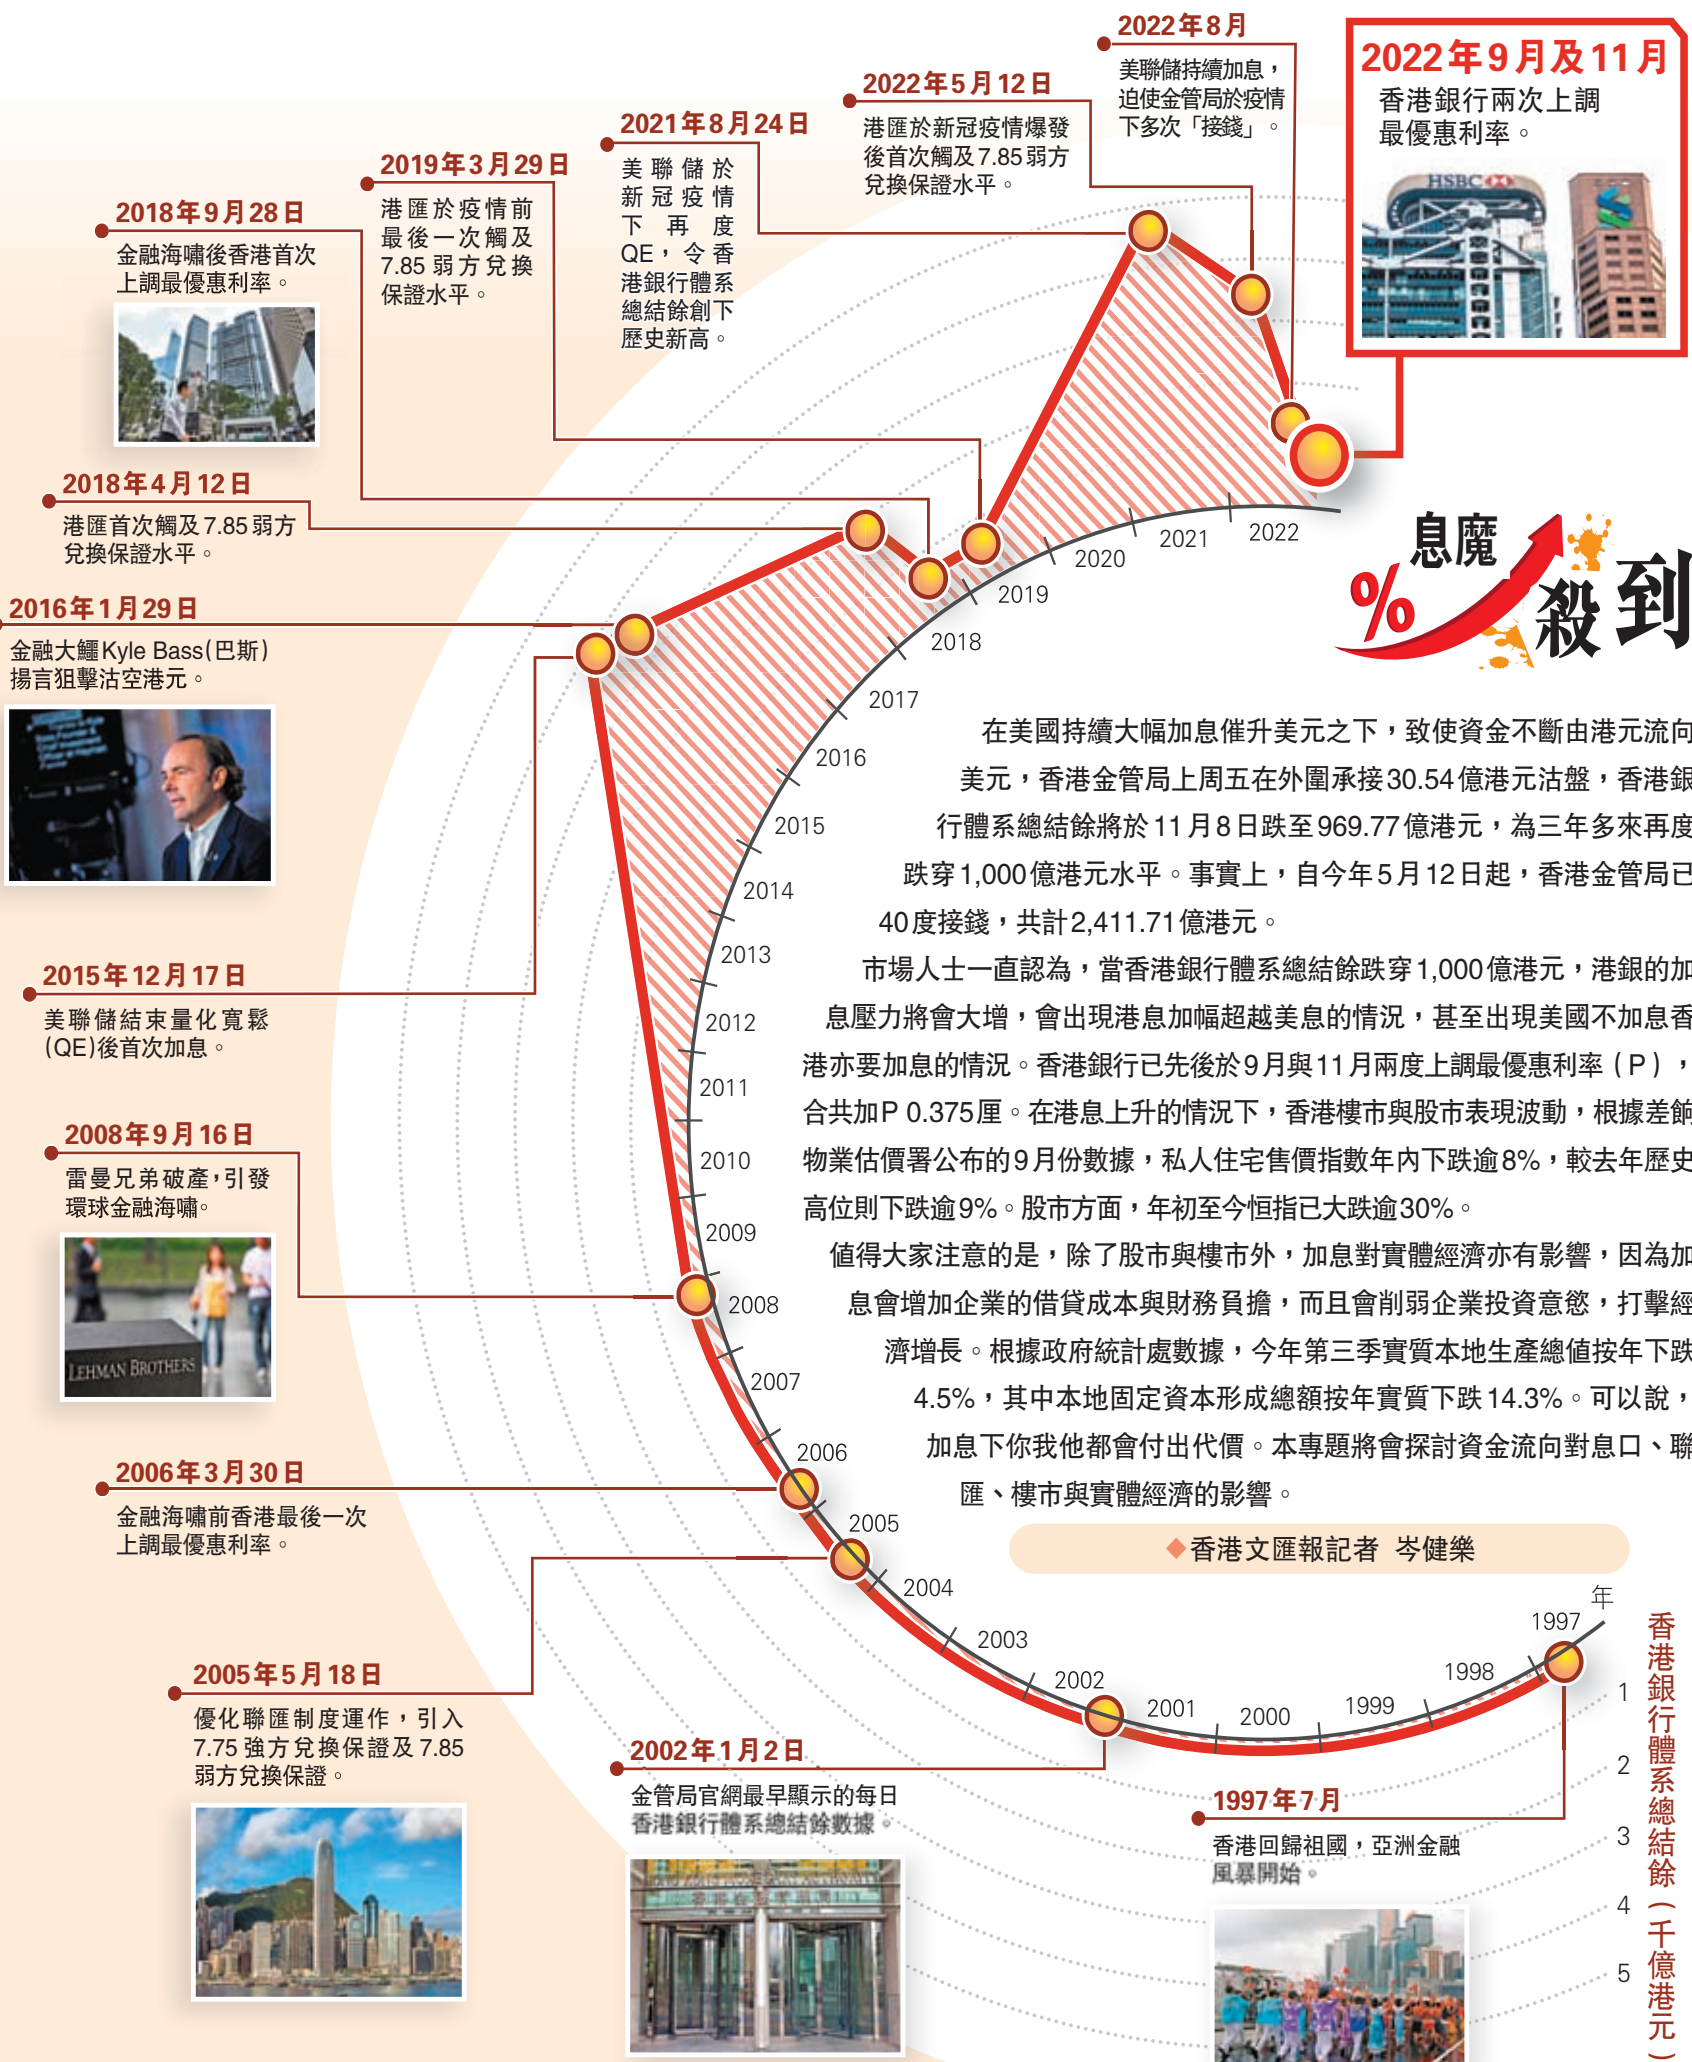 2022年8月
美聯儲持續加息，
迫使金管局於疫情
下多次「接錢」。
2022年9月及11月
香港銀行兩次上調
最優惠利率。
HSBC
2022年5月12日
港匯於新冠疫情爆發
後首次觸及7.85弱方
兌換保證水平。
2021年8月24日
美聯儲於
新冠疫情
下再度
QE，令香
港銀行體系
總結餘創下
歷史新高。
2019年3月29日
港匯於疫情前
最後一次觸及
7.85弱方兌換
保證水平。
2018年9月28日
金融海嘯後香港首次
上調最優惠利率。
2018年4月12日
港匯首次觸及7.85弱方
兌換保證水平。
2016年1月29日
金融大鱷Kyle Bass(巴斯)
揚言狙擊沽空港元。
2015年12月17日
美聯儲結束量化寬鬆
(QE)後首次加息。
2008年9月16日
雷曼兄弟破產，引發
環球金融海嘯。
LEHMAN BROTHERS
2006年3月30日
金融海嘯前香港最後一次
上調最優惠利率。
2005年5月18日
優化聯匯制度運作，引入
7.75強方兌換保證及7.85
弱方兌換保證。
2002年1月2日
金管局官網最早顯示的每日
香港銀行體系總結餘數據。
1997年7月
香港回歸祖國，亞洲金融
風暴開始。
2022
2021
2020
2019
2018
2017
2016
2015
2014
2013
2012
2011
2010
2009
2008
2007
2006
2005
2004
2003
2002
2001
2000
1999
1998
1997
年
1
2
3
4
5
香港銀行體系總結餘（千億港元）
息魔
%
殺到
在美國持續大幅加息催升美元之下，致使資金不斷由港元流向
美元，香港金管局上周五在外圍承接30.54億港元沽盤，香港銀
行體系總結餘將於11月8日跌至969.77億港元，為三年多來再度
跌穿1,000億港元水平。事實上，自今年5月12日起，香港金管局已
40度接錢，共計2,411.71億港元。
市場人士一直認為，當香港銀行體系總結餘跌穿1,000億港元，港銀的加
息壓力將會大增，會出現港息加幅超越美息的情況，甚至出現美國不加息香
港亦要加息的情況。香港銀行已先後於9月與11月兩度上調最優惠利率（P），
合共加P 0.375厘。在港息上升的情況下，香港樓市與股市表現波動，根據差餉
物業估價署公布的9月份數據，私人住宅售價指數年內下跌逾8%，較去年歷史
高位則下跌逾9%。股市方面，年初至今恒指已大跌逾30%。
值得大家注意的是，除了股市與樓市外，加息對實體經濟亦有影響，因為加
息會增加企業的借貸成本與財務負擔，而且會削弱企業投資意慾，打擊經
濟增長。根據政府統計處數據，今年第三季實質本地生產總值按年下跌
4.5%，其中本地固定資本形成總額按年實質下跌14.3%。可以說，
加息下你我他都會付出代價。本專題將會探討資金流向對息口、聯
匯、樓市與實體經濟的影響。
◆香港文匯報記者 岑健樂